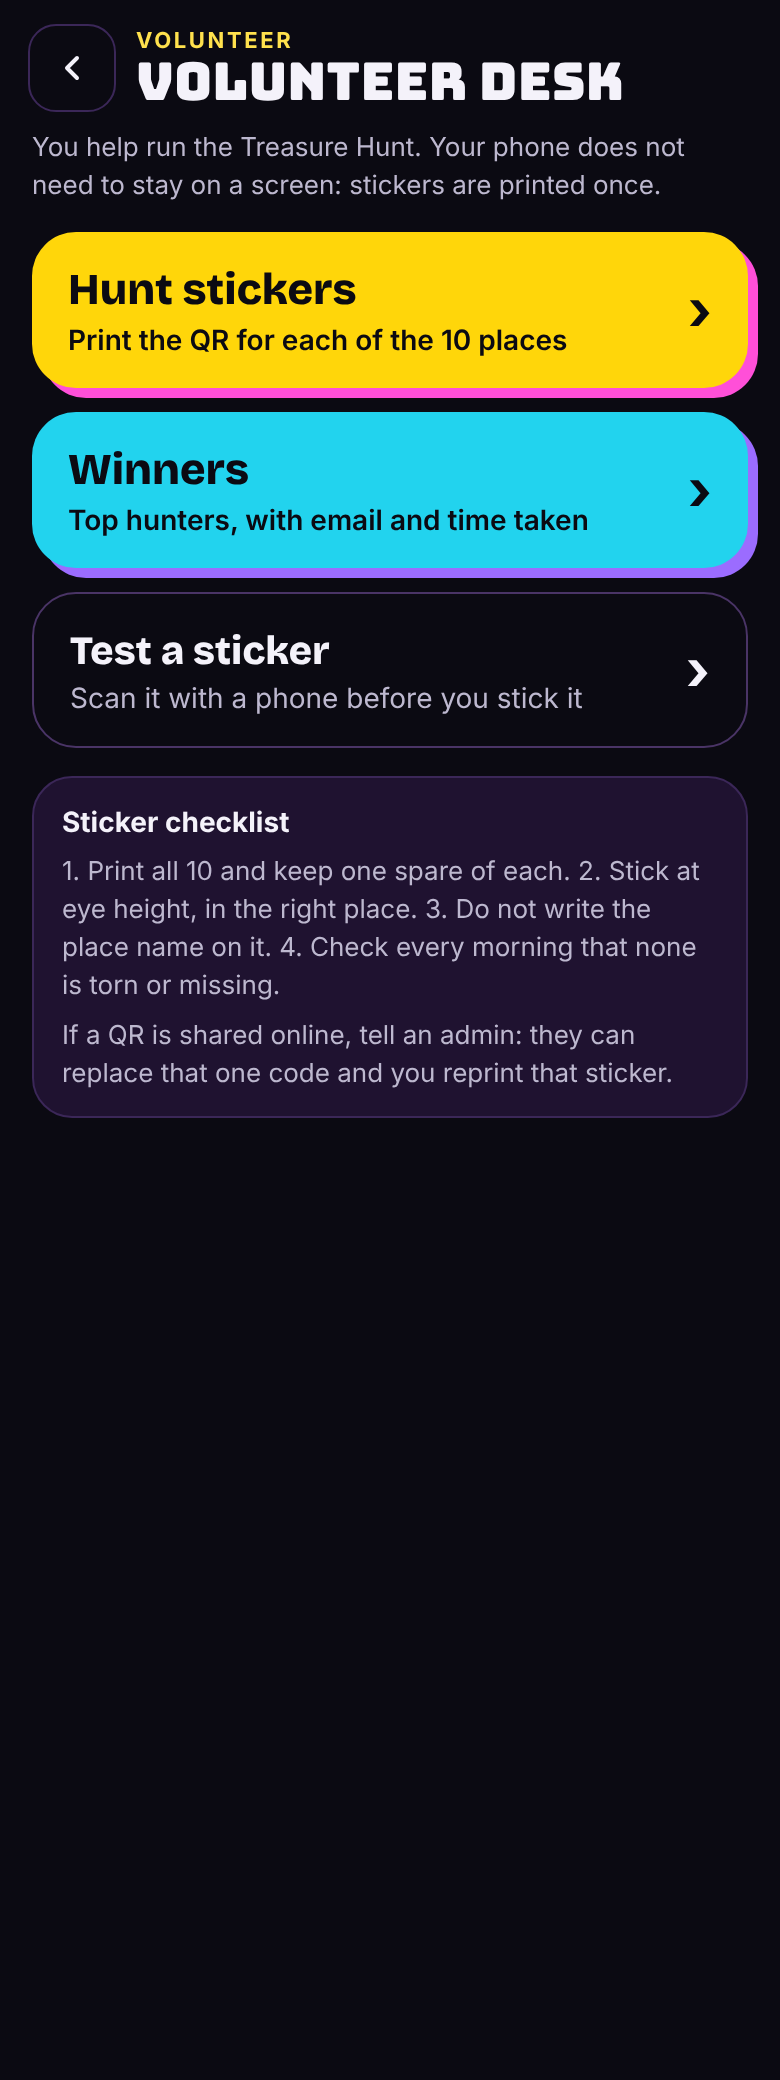 VOLUNTEER
VOLUNTEER DESK
You help run the Treasure Hunt. Your phone does not
need to stay on a screen: stickers are printed once.
Hunt stickers
Print the QR for each of the 10 places
Winners
Top hunters, with email and time taken
Test a sticker
Scan it with a phone before you stick it
Sticker checklist
1. Print all 10 and keep one spare of each. 2. Stick at
eye height, in the right place. 3. Do not write the
place name on it. 4. Check every morning that none
is torn or missing.
If a QR is shared online, tell an admin: they can
replace that one code and you reprint that sticker.